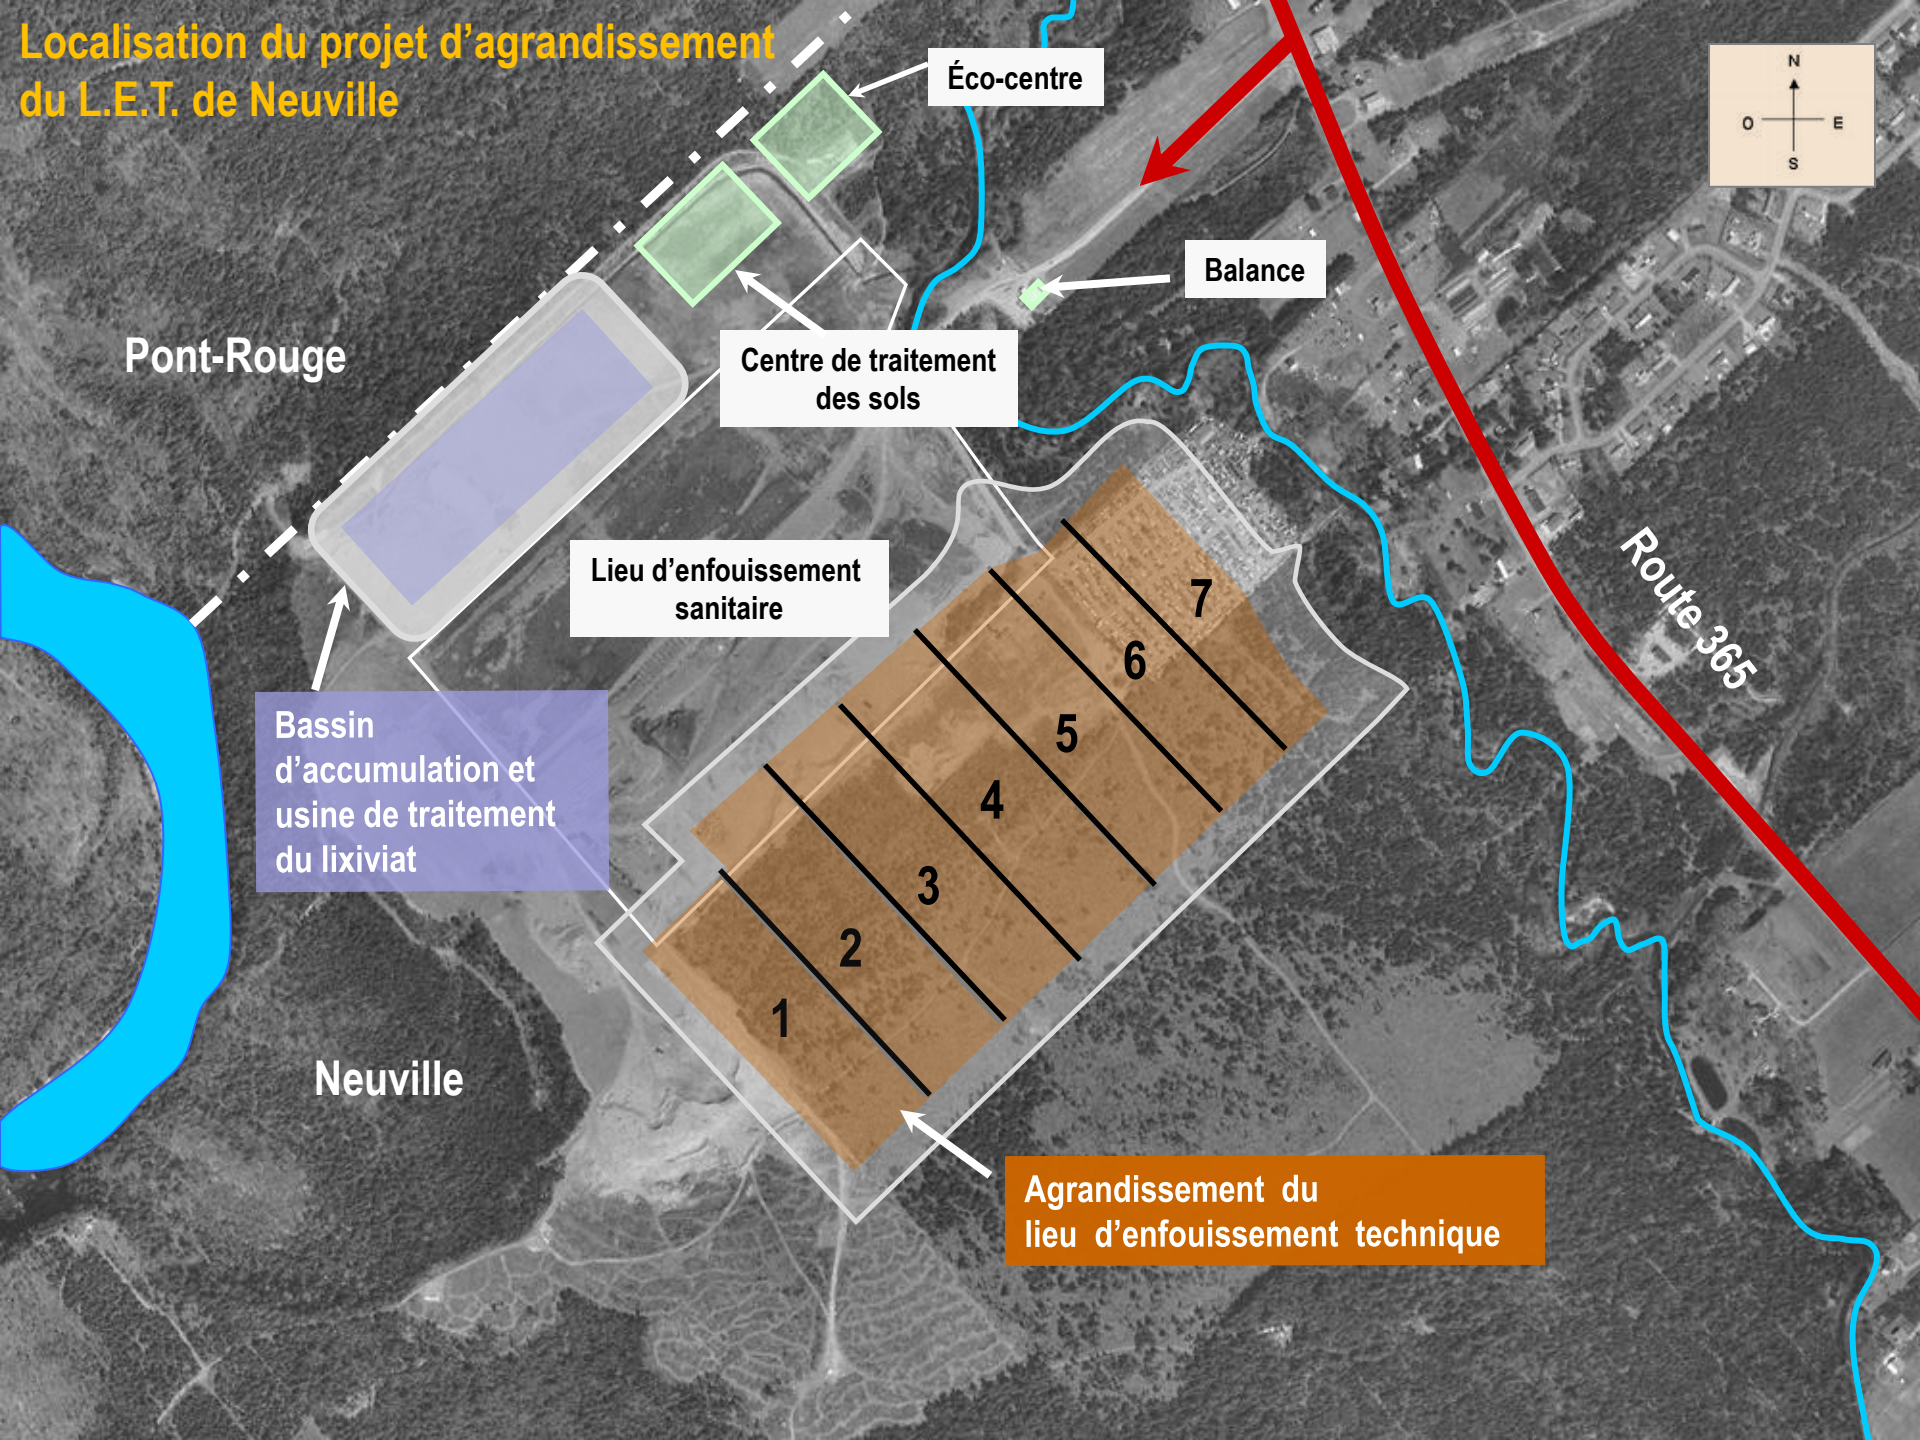 Localisation du projet d’agrandissement
du L.E.T. de Neuville
Éco-centre
N
O
E
S
Balance
Pont-Rouge
Centre de traitement
des sols
Lieu d’enfouissement
sanitaire
Route 365
7
6
5
4
3
2
1
Bassin
d’accumulation et
usine de traitement
du lixiviat
Neuville
Agrandissement du
lieu d’enfouissement technique